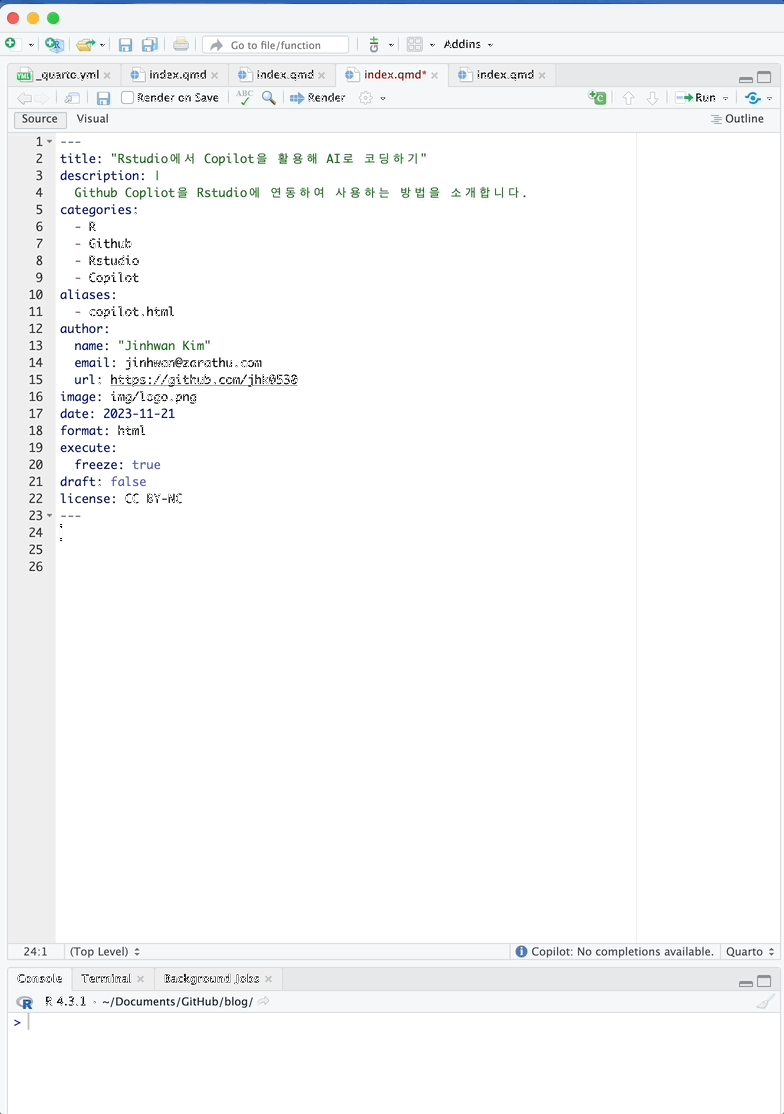 Go to file/function
Addins
_quarto.yml
index.qmd
index.qmd
index.qmd*
index.qmd
Render on Save
ABC
Render
Run
Source
Visual
Outline
1 ---
2 title: "Rstudio에서 Copilot을 활용해 AI로 코딩하기"
3 description: |
4 Github Copliot을 Rstudio에 연동하여 사용하는 방법을 소개합니다.
5 categories:
6 - R
7 - Github
8 - Rstudio
9 - Copilot
10 aliases:
11 - copilot.html
12 author:
13 name: "Jinhwan Kim"
14 email: jinhwan@zarathu.com
15 url: https://github.com/jhk0530
16 image: img/logo.png
17 date: 2023-11-21
18 format: html
19 execute:
20 freeze: true
21 draft: false
22 license: CC BY-NC
23 ---
24
25
26
24:1
(Top Level)
Copilot: No completions available.
Quarto
Console
Terminal
Background Jobs
R 4.3.1 · ~/Documents/GitHub/blog/
>